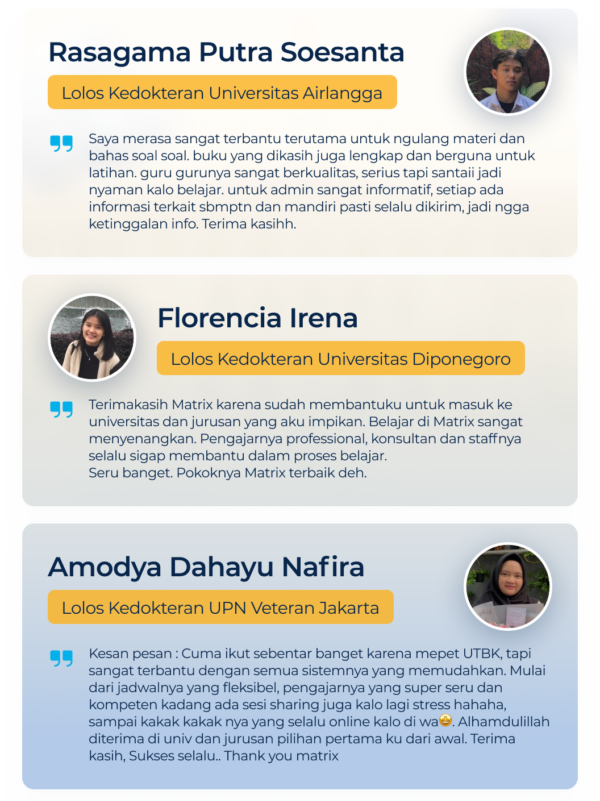 Rasagama Putra Soesanta
Lolos Kedokteran Universitas Airlangga
Saya merasa sangat terbantu terutama untuk ngulang materi dan
bahas soal soal. buku yang dikasih juga lengkap dan berguna untuk
latihan. guru gurunya sangat berkualitas, serius tapi santaii jadi
nyaman kalo belajar. untuk admin sangat informatif, setiap ada
informasi terkait sbmptn dan mandiri pasti selalu dikirim, jadi ngga
ketinggalan info. Terima kasihh.
Florencia Irena
Lolos Kedokteran Universitas Diponegoro
Terimakasih Matrix karena sudah membantuku untuk masuk ke
universitas dan jurusan yang aku impikan. Belajar di Matrix sangat
menyenangkan. Pengajarnya professional, konsultan dan staffnya
selalu sigap membantu dalam proses belajar.
Seru banget. Pokoknya Matrix terbaik deh.
Amodya Dahayu Nafira
Lolos Kedokteran UPN Veteran Jakarta
Kesan pesan : Cuma ikut sebentar banget karena mepet UTBK, tapi
sangat terbantu dengan semua sistemnya yang memudahkan. Mulai
dari jadwalnya yang fleksibel, pengajarnya yang super seru dan
kompeten kadang ada sesi sharing juga kalo lagi stress hahaha,
sampai kakak kakak nya yang selalu online kalo di wa🤩. Alhamdulillah
diterima di univ dan jurusan pilihan pertama ku dari awal. Terima
kasih, Sukses selalu.. Thank you matrix